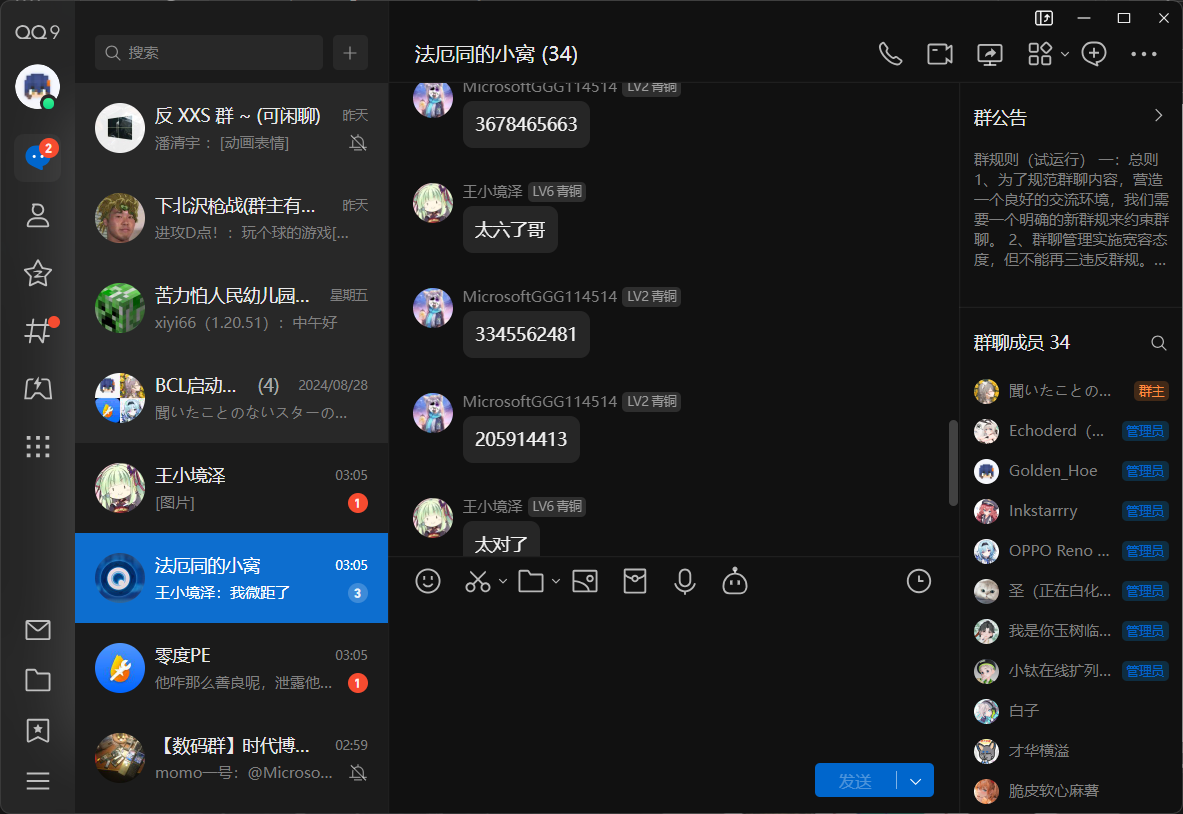 QQ9
搜索
2
反 XXS 群 ~ (可闲聊)
昨天
潘清宇： [动画表情]
下北沢枪战(群主有...
昨天
进攻D点！： 玩个球的游戏[...
苦力怕人民幼儿园...
星期五
xiyi66（1.20.51）：中午好
BCL启动... (4)
2024/08/28
聞いたことのないスターの...
王小境泽
03:05
[图片]
1
法厄同的小窝
03:05
王小境泽：我微距了
3
零度PE
03:05
他咋那么善良呢，泄露他...
1
【数码群】时代博...
02:59
momo一号：@Microso...
法厄同的小窝 (34)
MicrosoftGGG114514 LV2 青铜
3678465663
王小境泽 LV6 青铜
太六了哥
MicrosoftGGG114514 LV2 青铜
3345562481
MicrosoftGGG114514 LV2 青铜
205914413
王小境泽 LV6 青铜
太对了
发送
群公告
群规则（试运行） 一：总则
1、为了规范群聊内容，营造
一个良好的交流环境，我们需
要一个明确的新群规来约束群
聊。 2、群聊管理实施宽容态
度，但不能再三违反群规。...
群聊成员 34
聞いたことの... 群主
Echoderd（... 管理员
Golden_Hoe 管理员
Inkstarrry 管理员
OPPO Reno ... 管理员
圣（正在白化... 管理员
我是你玉树临... 管理员
小钛在线扩列... 管理员
白子
才华横溢
脆皮软心麻薯